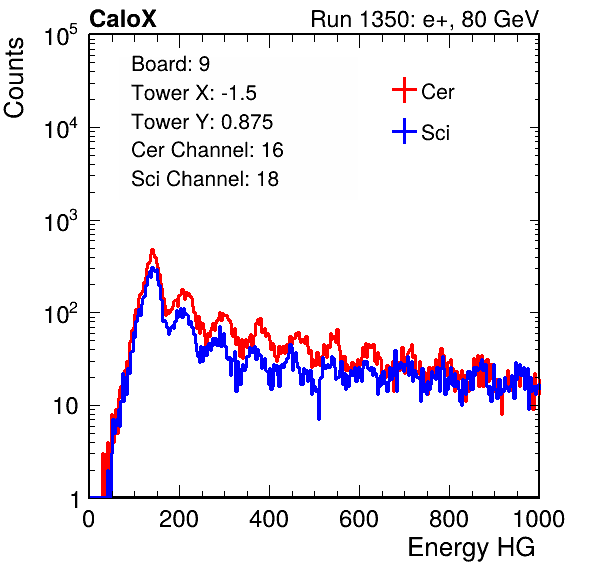 CaloX Run 1350: e+, 80 GeV
Counts
10^5
10^4
10^3
10^2
10
1
Board: 9
Tower X: -1.5
Tower Y: 0.875
Cer Channel: 16
Sci Channel: 18
Cer
Sci
0 200 400 600 800 1000
Energy HG